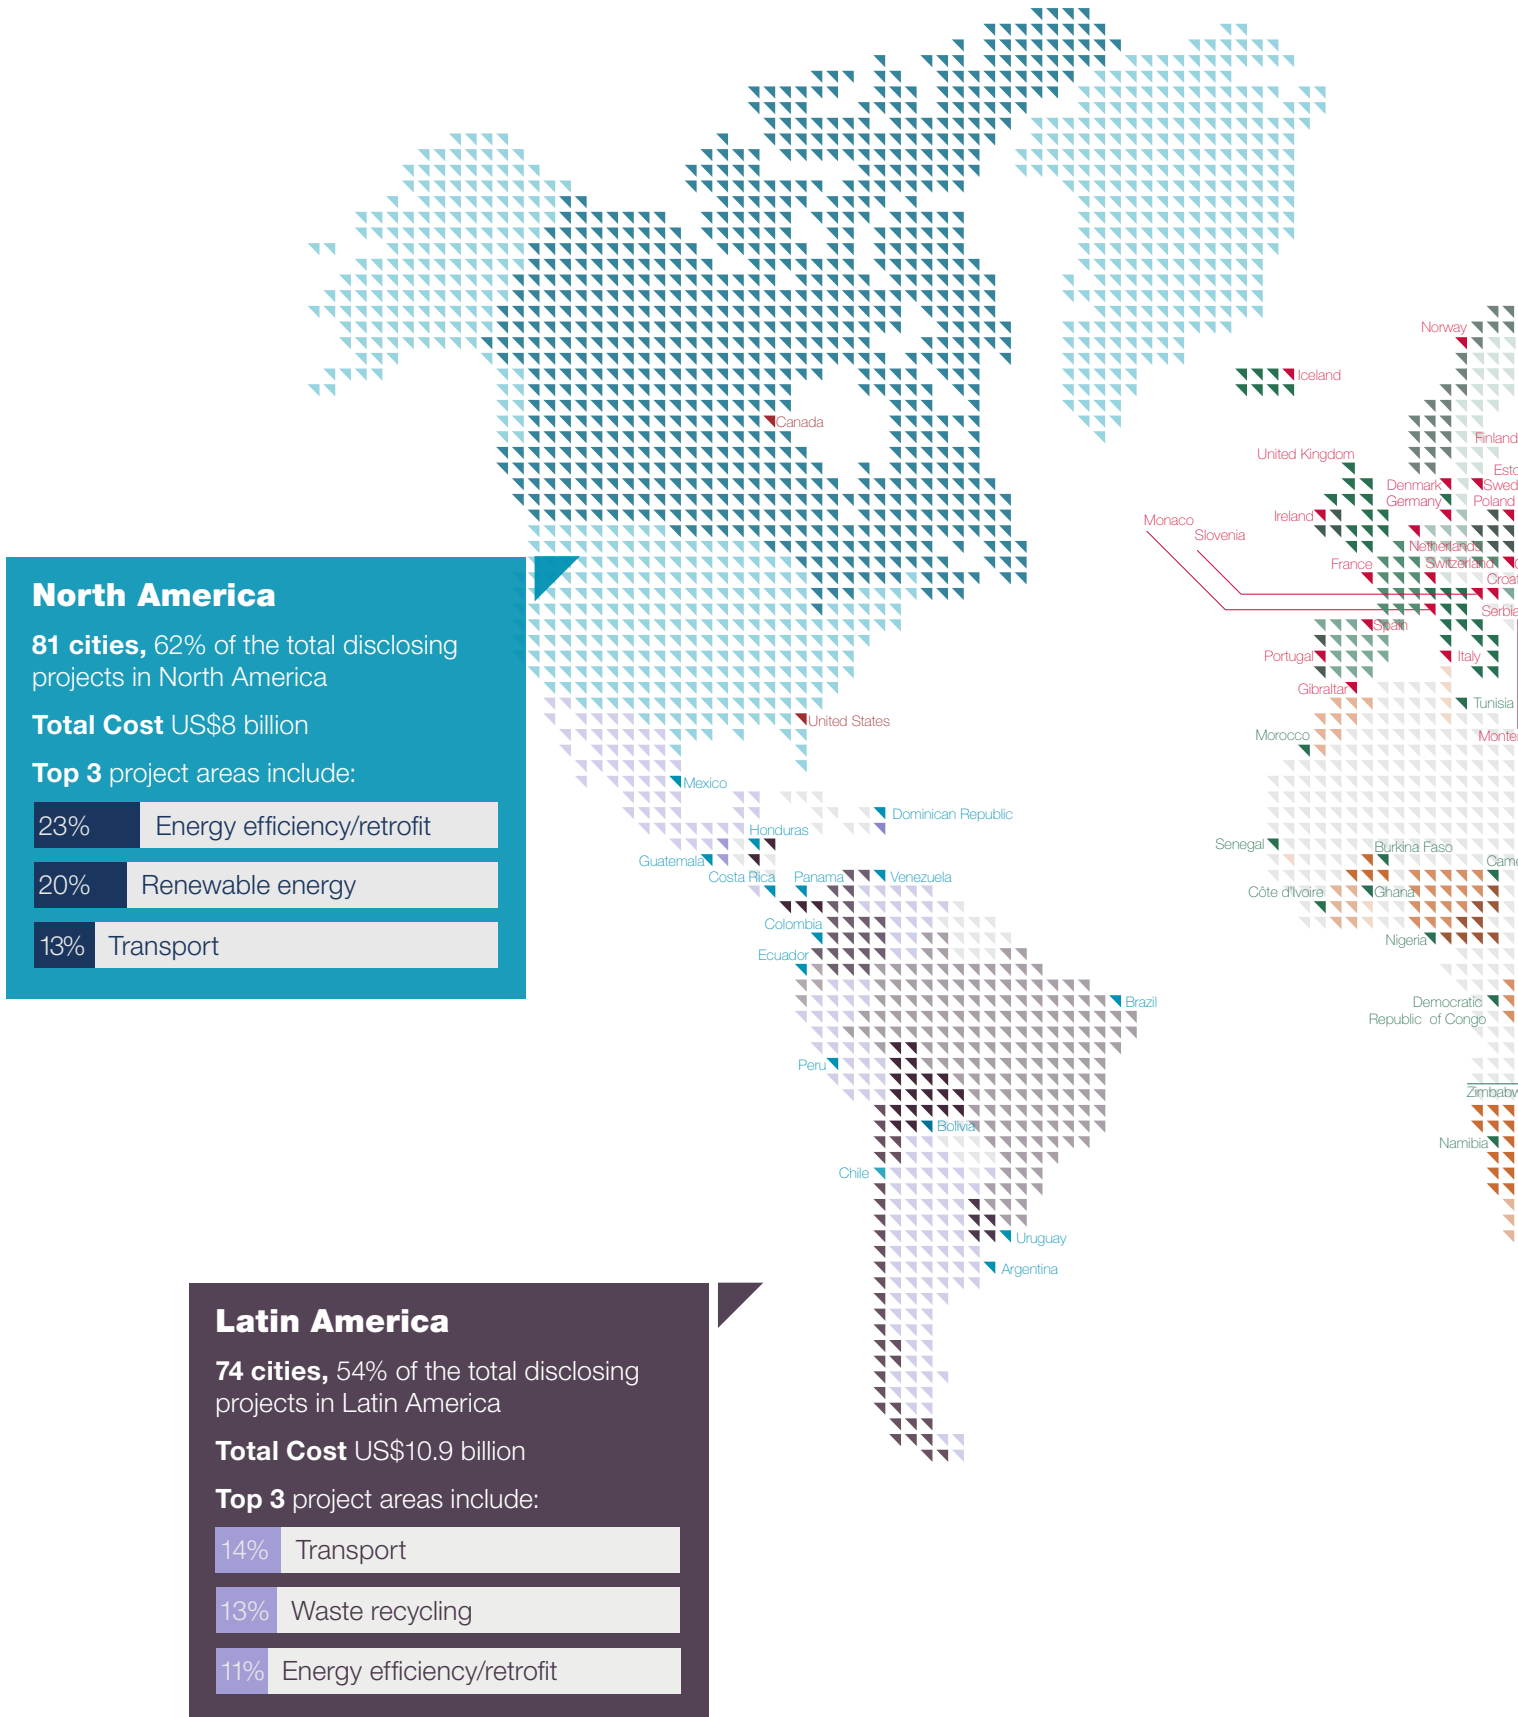 Norway
Iceland
Canada
Finland
United Kingdom
Denmark
Germany
Poland
Ireland
Monaco
Slovenia
Netherlands
France
Switzerland
Serbia
Spain
Portugal
Italy
Gibraltar
Tunisia
United States
Morocco
Mexico
Dominican Republic
Honduras
Senegal
Burkina Faso
Guatemala
Costa Rica
Panama
Venezuela
Côte d'Ivoire
Ghana
Colombia
Nigeria
Ecuador
Brazil
Democratic
Republic of Congo
Peru
Bolivia
Namibia
Chile
Uruguay
Argentina
North America
81 cities, 62% of the total disclosing
projects in North America
Total Cost US$8 billion
Top 3 project areas include:
23% Energy efficiency/retrofit
20% Renewable energy
13% Transport
Latin America
74 cities, 54% of the total disclosing
projects in Latin America
Total Cost US$10.9 billion
Top 3 project areas include:
14% Transport
13% Waste recycling
11% Energy efficiency/retrofit